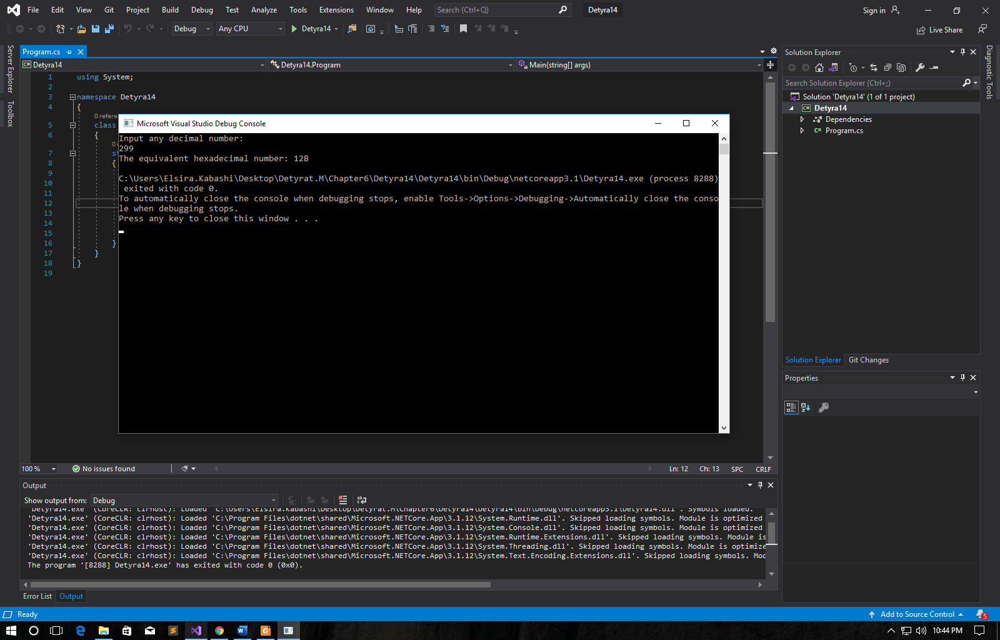 File Edit View Git Project Build Debug Test Analyze Tools Extensions Window Help Search (Ctrl+Q) Detyra14 Sign in
Debug Any CPU Detyra14 Live Share
Server Explorer
Toolbox
Program.cs
Detyra14 Detyra14.Program Main(string[] args)
1 using System;
2
3 namespace Detyra14
4 {
0 refere
5 class
6 {
0
7 st
8 {
9
10
11
12
13
14
15
16 }
17 }
18 }
19
Microsoft Visual Studio Debug Console
Input any decimal number:
299
The equivalent hexadecimal number: 12B
C:\Users\Elsira.Kabashi\Desktop\Detyrat.M\Chapter6\Detyra14\Detyra14\bin\Debug\netcoreapp3.1\Detyra14.exe (process 8288)
exited with code 0.
To automatically close the console when debugging stops, enable Tools->Options->Debugging->Automatically close the conso
le when debugging stops.
Press any key to close this window . . .
100 % No issues found Ln: 12 Ch: 13 SPC CRLF
Output
Show output from: Debug
'Detyra14.exe' (CoreCLR: clrhost): Loaded 'C:\Users\Elsira.Kabashi\Desktop\Detyrat.M\Chapter6\Detyra14\Detyra14\bin\Debug\netcoreapp3.1\Detyra14.dll'. Symbols loaded.
'Detyra14.exe' (CoreCLR: clrhost): Loaded 'C:\Program Files\dotnet\shared\Microsoft.NETCore.App\3.1.12\System.Runtime.dll'. Skipped loading symbols. Module is optimized
'Detyra14.exe' (CoreCLR: clrhost): Loaded 'C:\Program Files\dotnet\shared\Microsoft.NETCore.App\3.1.12\System.Console.dll'. Skipped loading symbols. Module is optimized
'Detyra14.exe' (CoreCLR: clrhost): Loaded 'C:\Program Files\dotnet\shared\Microsoft.NETCore.App\3.1.12\System.Runtime.Extensions.dll'. Skipped loading symbols. Module is
'Detyra14.exe' (CoreCLR: clrhost): Loaded 'C:\Program Files\dotnet\shared\Microsoft.NETCore.App\3.1.12\System.Threading.dll'. Skipped loading symbols. Module is optimize
'Detyra14.exe' (CoreCLR: clrhost): Loaded 'C:\Program Files\dotnet\shared\Microsoft.NETCore.App\3.1.12\System.Text.Encoding.Extensions.dll'. Skipped loading symbols. Mod
The program '[8288] Detyra14.exe' has exited with code 0 (0x0).
Error List Output
Solution Explorer
Search Solution Explorer (Ctrl+;)
Solution 'Detyra14' (1 of 1 project)
Detyra14
Dependencies
Program.cs
Solution Explorer Git Changes
Properties
Diagnostic Tools
Ready Add to Source Control 5
10:44 PM